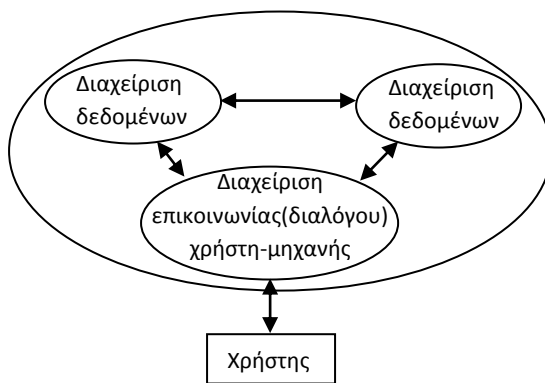 Διαχείριση
δεδομένων
Διαχείριση
δεδομένων
Διαχείριση
επικοινωνίας(διαλόγου)
χρήστη-μηχανής
Χρήστης